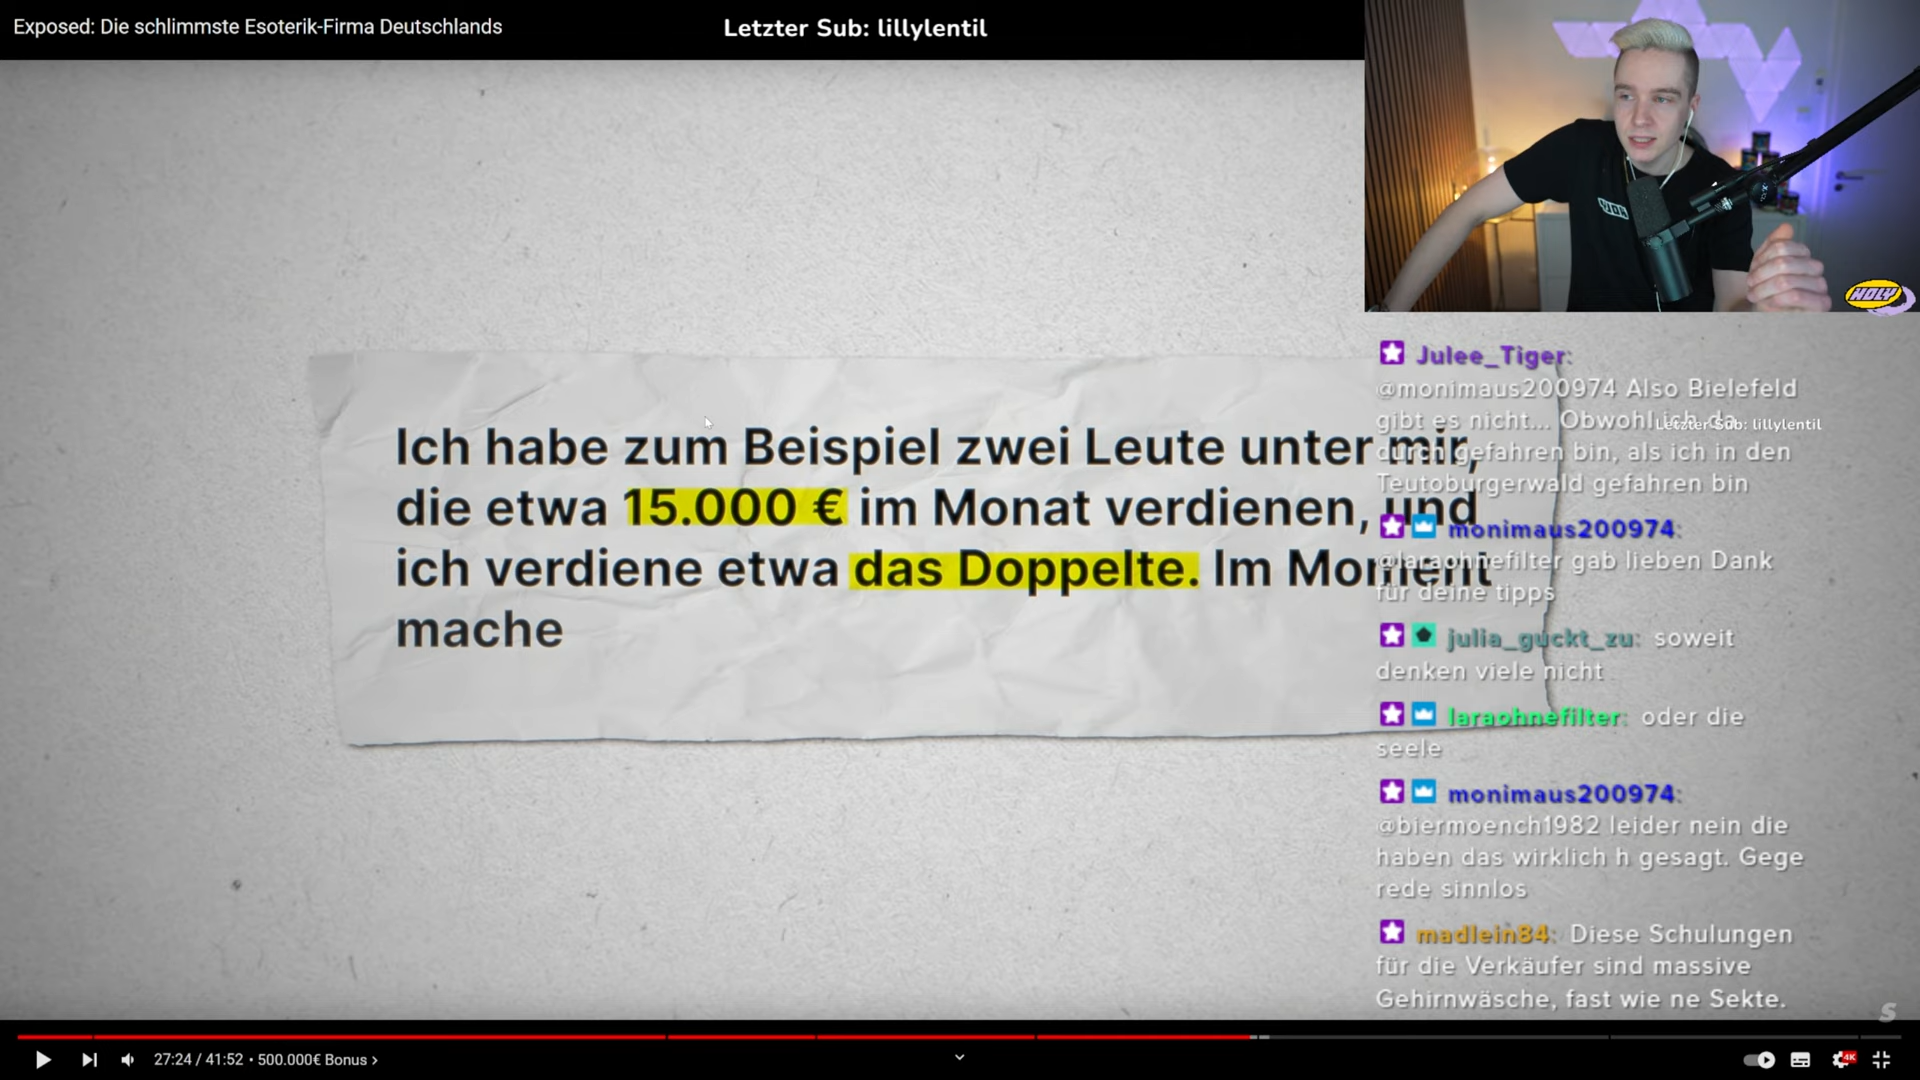 Exposed: Die schlimmste Esoterik-Firma Deutschlands
Letzter Sub: lillylentil
HOLY
Ich habe zum Beispiel zwei Leute unter mir,
die etwa 15.000 € im Monat verdienen, und
ich verdiene etwa das Doppelte. Im Moment
mache
Julee_Tiger:
@monimaus200974 Also Bielefeld
gibt es nicht... Obwohl ich da
Letzter Sub: lillylentil
durch gefahren bin, als ich in den
Teutoburgerwald gefahren bin
monimaus200974:
@laraohnefilter gab lieben Dank
für deine tipps
julia_guckt_zu: soweit
denken viele nicht
laraohnefilter: oder die
seele
monimaus200974:
@biermoench1982 leider nein die
haben das wirklich h gesagt. Gege
rede sinnlos
madlein84: Diese Schulungen
für die Verkäufer sind massive
Gehirnwäsche, fast wie ne Sekte.
S
27:24 / 41:52 • 500.000€ Bonus ›
4K